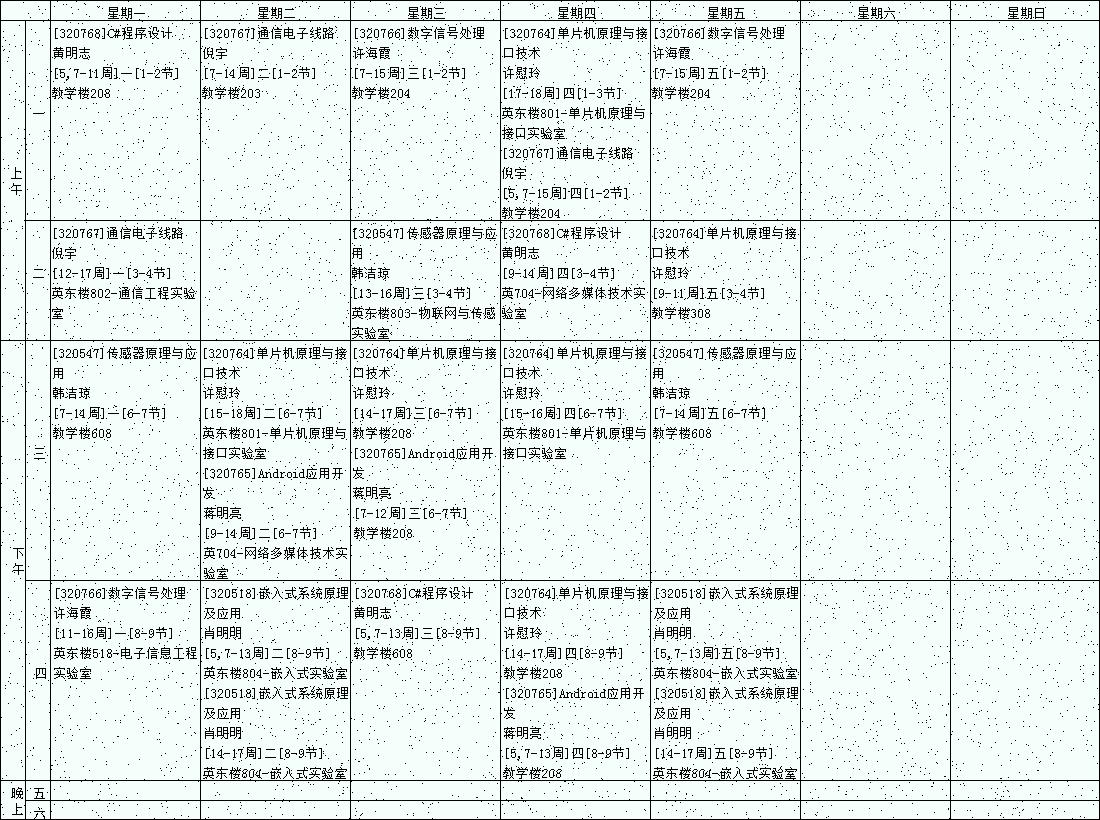 星期一 星期二 星期三 星期四 星期五 星期六 星期日
上午
一
[320768]C#程序设计
黄明志
[5,7-11周]一[1-2节]
教学楼208
[320767]通信电子线路
倪宇
[7-14周]二[1-2节]
教学楼203
[320766]数字信号处理
许海霞
[7-15周]三[1-2节]
教学楼204
[320764]单片机原理与接
口技术
许慰玲
[17-18周]四[1-3节]
英东楼801-单片机原理与
接口实验室
[320767]通信电子线路
倪宇
[5,7-15周]四[1-2节]
教学楼204
[320766]数字信号处理
许海霞
[7-15周]五[1-2节]
教学楼204
二
[320767]通信电子线路
倪宇
[12-17周]一[3-4节]
英东楼802-通信工程实验
室
[320547]传感器原理与应
用
韩洁琼
[13-16周]三[3-4节]
英东楼803-物联网与传感
实验室
[320768]C#程序设计
黄明志
[9-14周]四[3-4节]
英704-网络多媒体技术实
验室
[320764]单片机原理与接
口技术
许慰玲
[9-11周]五[3-4节]
教学楼308
下午
三
[320547]传感器原理与应
用
韩洁琼
[7-14周]一[6-7节]
教学楼608
[320764]单片机原理与接
口技术
许慰玲
[15-18周]二[6-7节]
英东楼801-单片机原理与
接口实验室
[320765]Android应用开
发
蒋明亮
[9-14周]二[6-7节]
英704-网络多媒体技术实
验室
[320764]单片机原理与接
口技术
许慰玲
[14-17周]三[6-7节]
教学楼208
[320765]Android应用开
发
蒋明亮
[7-12周]三[6-7节]
教学楼208
[320764]单片机原理与接
口技术
许慰玲
[15-16周]四[6-7节]
英东楼801-单片机原理与
接口实验室
[320547]传感器原理与应
用
韩洁琼
[7-14周]五[6-7节]
教学楼608
四
[320766]数字信号处理
许海霞
[11-16周]一[8-9节]
英东楼518-电子信息工程
实验室
[320518]嵌入式系统原理
及应用
肖明明
[5,7-13周]二[8-9节]
英东楼804-嵌入式实验室
[320518]嵌入式系统原理
及应用
肖明明
[14-17周]二[8-9节]
英东楼804-嵌入式实验室
[320768]C#程序设计
黄明志
[5,7-13周]三[8-9节]
教学楼608
[320764]单片机原理与接
口技术
许慰玲
[14-17周]四[8-9节]
教学楼208
[320765]Android应用开
发
蒋明亮
[5,7-13周]四[8-9节]
教学楼208
[320518]嵌入式系统原理
及应用
肖明明
[5,7-13周]五[8-9节]
英东楼804-嵌入式实验室
[320518]嵌入式系统原理
及应用
肖明明
[14-17周]五[8-9节]
英东楼804-嵌入式实验室
晚上
五
六